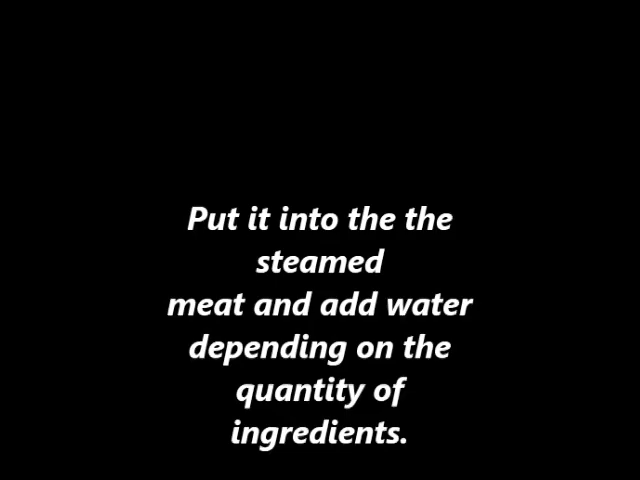 Put it into the the
steamed
meat and add water
depending on the
quantity of
ingredients.